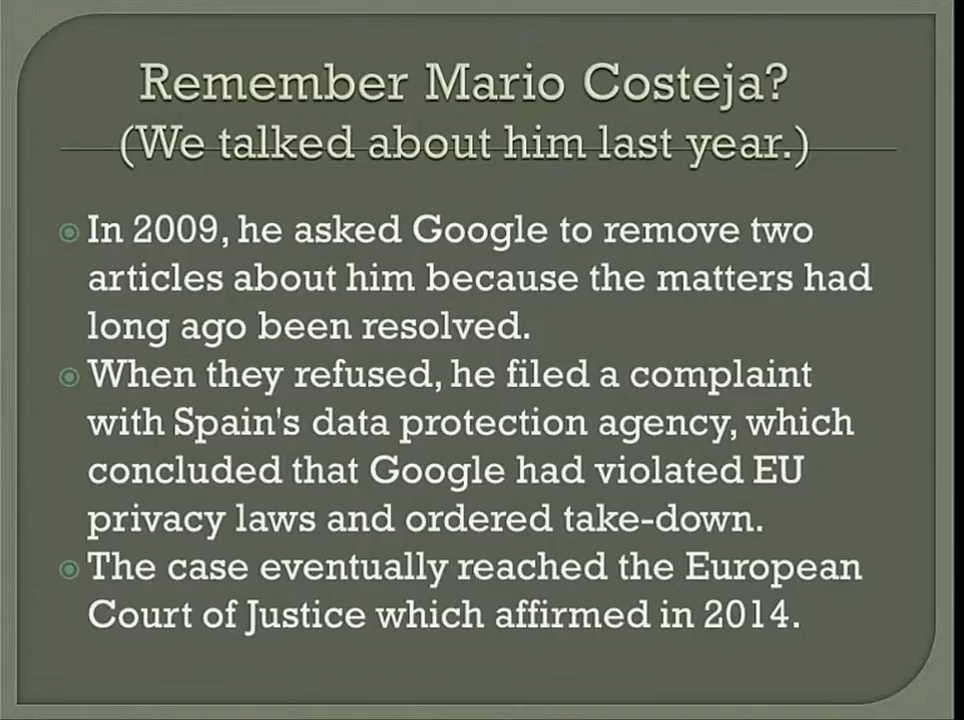 Remember Mario Costeja?
(We talked about him last year.)
In 2009, he asked Google to remove two
articles about him because the matters had
long ago been resolved.
When they refused, he filed a complaint
with Spain's data protection agency, which
concluded that Google had violated EU
privacy laws and ordered take-down.
The case eventually reached the European
Court of Justice which affirmed in 2014.